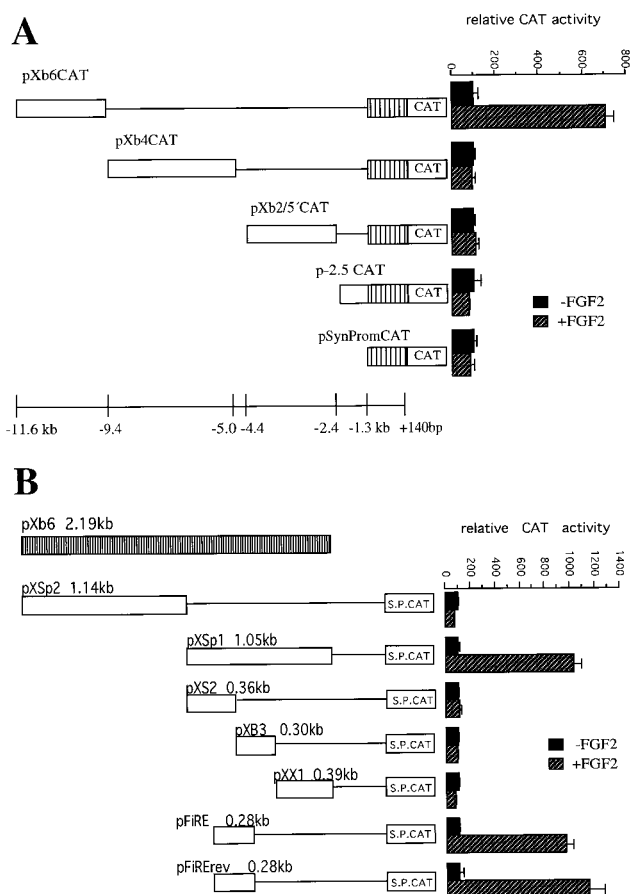 A
relative CAT activity
0 200 400 600 800
pXb6CAT
CAT
pXb4CAT
CAT
pXb2/5´CAT
CAT
p-2.5 CAT
CAT
-FGF2
+FGF2
pSynPromCAT
CAT
-11.6 kb -9.4 -5.0 -4.4 -2.4 -1.3 kb +140bp
B
relative CAT activity
0 200 400 600 800 1000 1200 1400
pXb6 2.19kb
pXSp2 1.14kb
S.P.CAT
pXSp1 1.05kb
S.P.CAT
pXS2 0.36kb
S.P.CAT
pXB3 0.30kb
S.P.CAT
-FGF2
+FGF2
pXX1 0.39kb
S.P.CAT
pFiRE 0.28kb
S.P.CAT
pFiRErev 0.28kb
S.P.CAT